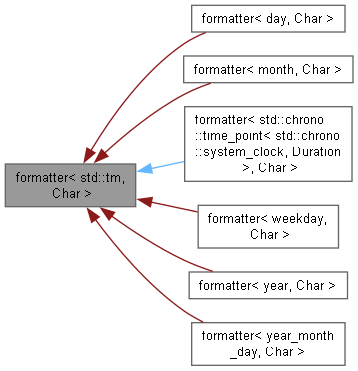 formatter< day, Char >
formatter< month, Char >
formatter< std::chrono
::time_point< std::chrono
::system_clock, Duration
>, Char >
formatter< std::tm,
Char >
formatter< weekday,
Char >
formatter< year, Char >
formatter< year_month
_day, Char >